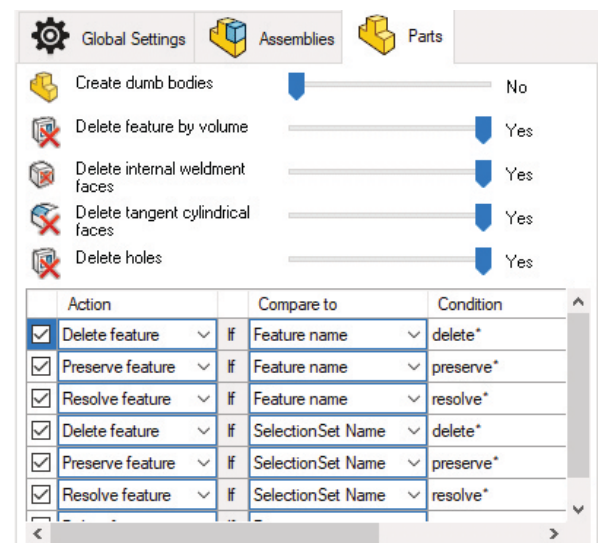 Global Settings Assemblies Parts
Create dumb bodies No
Delete feature by volume Yes
Delete internal weldment
faces Yes
Delete tangent cylindrical
faces Yes
Delete holes Yes
Action Compare to Condition
Delete feature If Feature name delete*
Preserve feature If Feature name preserve*
Resolve feature If Feature name resolve*
Delete feature If SelectionSet Name delete*
Preserve feature If SelectionSet Name preserve*
Resolve feature If SelectionSet Name resolve*